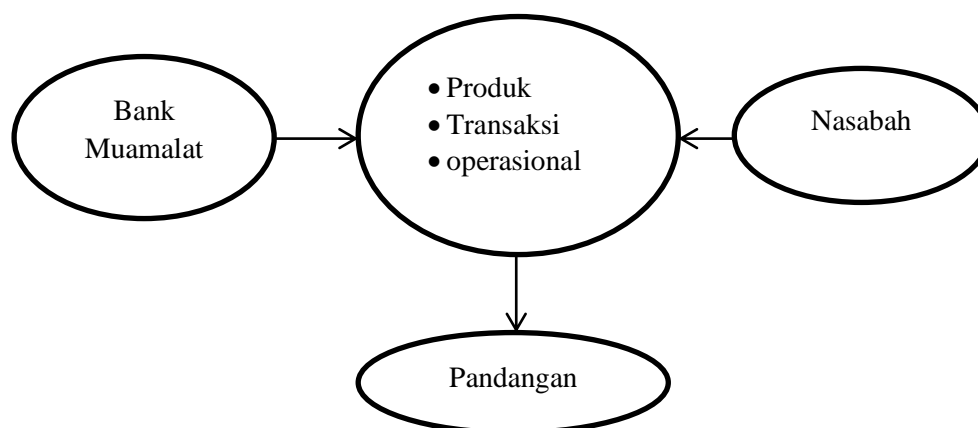 Bank
Muamalat
• Produk
• Transaksi
• operasional
Nasabah
Pandangan